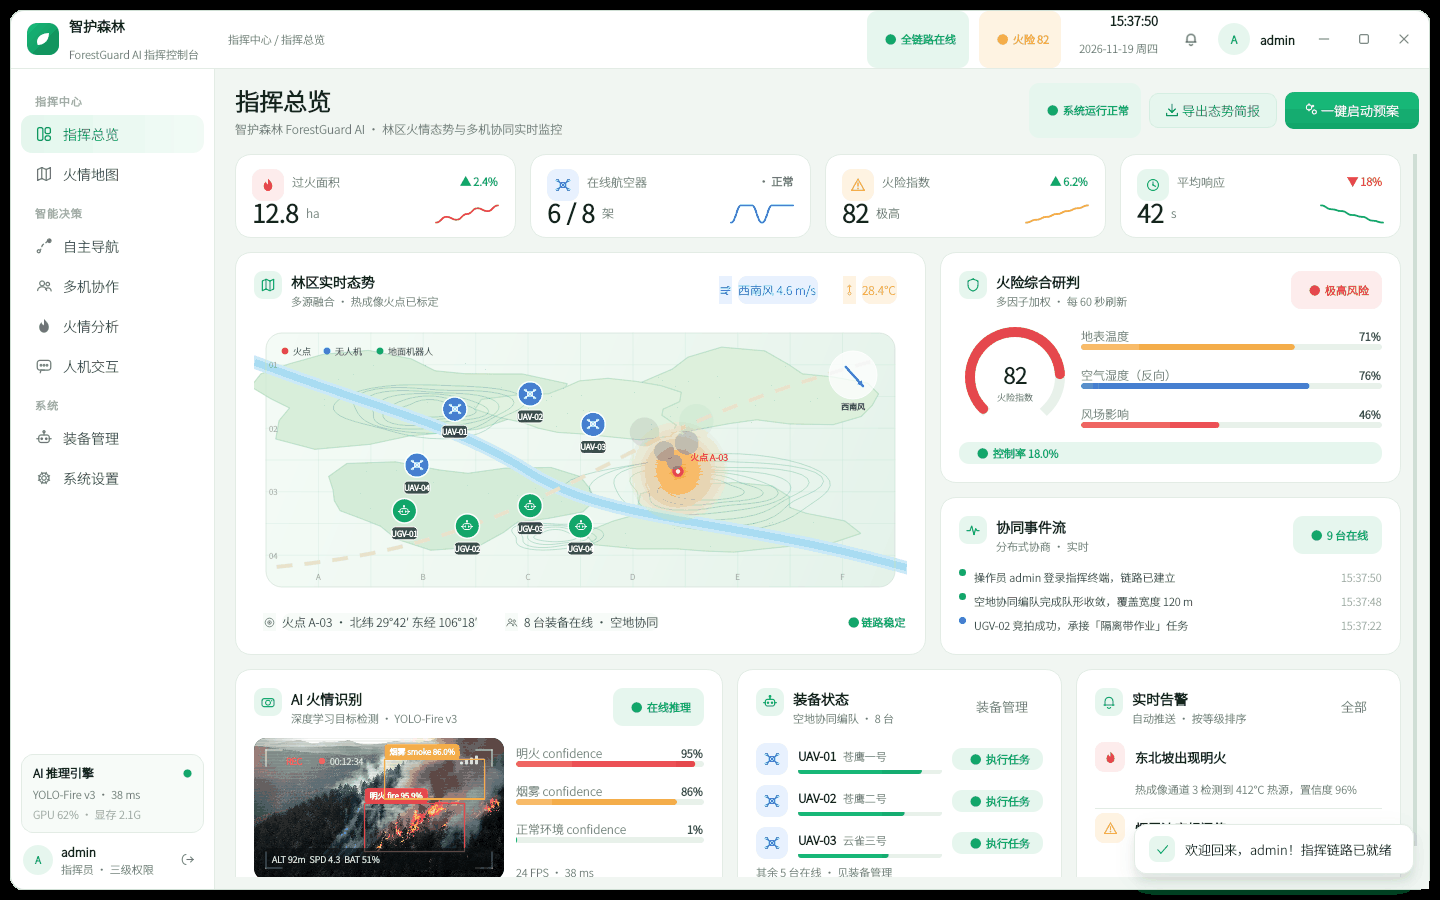 智护森林
ForestGuard AI 指挥控制台
指挥中心 / 指挥总览
全链路在线
火险 82
15:37:50
2026-11-19 周四
A
admin
指挥中心
指挥总览
火情地图
智能决策
自主导航
多机协作
火情分析
人机交互
系统
装备管理
系统设置
AI 推理引擎
YOLO-Fire v3 · 38 ms
GPU 62% · 显存 2.1G
A
admin
指挥员 · 三级权限
指挥总览
智护森林 ForestGuard AI · 林区火情态势与多机协同实时监控
系统运行正常
导出态势简报
一键启动预案
过火面积
▲2.4%
12.8 ha
在线航空器
· 正常
6 / 8 架
火险指数
▲6.2%
82 极高
平均响应
▼18%
42 s
林区实时态势
多源融合 · 热成像火点已标定
西南风 4.6 m/s
28.4°C
火点
无人机
地面机器人
01
02
03
04
A
B
C
D
E
F
UAV-01
UAV-02
UAV-03
UAV-04
UGV-01
UGV-02
UGV-03
UGV-04
火点 A-03
西南风
火点 A-03 · 北纬 29°42′ 东经 106°18′
8 台装备在线 · 空地协同
链路稳定
火险综合研判
多因子加权 · 每 60 秒刷新
极高风险
82
火险指数
地表温度
71%
空气湿度（反向）
76%
风场影响
46%
控制率 18.0%
协同事件流
分布式协商 · 实时
9 台在线
操作员 admin 登录指挥终端，链路已建立
15:37:50
空地协同编队完成队形收敛，覆盖宽度 120 m
15:37:48
UGV-02 竞拍成功，承接「隔离带作业」任务
15:37:22
AI 火情识别
深度学习目标检测 · YOLO-Fire v3
在线推理
00:12:34
烟雾 smoke 86.0%
明火 fire 95.9%
ALT 92m SPD 4.3 BAT 51%
明火 confidence
95%
烟雾 confidence
86%
正常环境 confidence
1%
24 FPS · 38 ms
装备状态
空地协同编队 · 8 台
装备管理
UAV-01 苍鹰一号
执行任务
UAV-02 苍鹰二号
执行任务
UAV-03 云雀三号
执行任务
其余 5 台在线 · 见装备管理
实时告警
自动推送 · 按等级排序
全部
东北坡出现明火
热成像通道 3 检测到 412°C 热源，置信度 96%
欢迎回来，admin！指挥链路已就绪